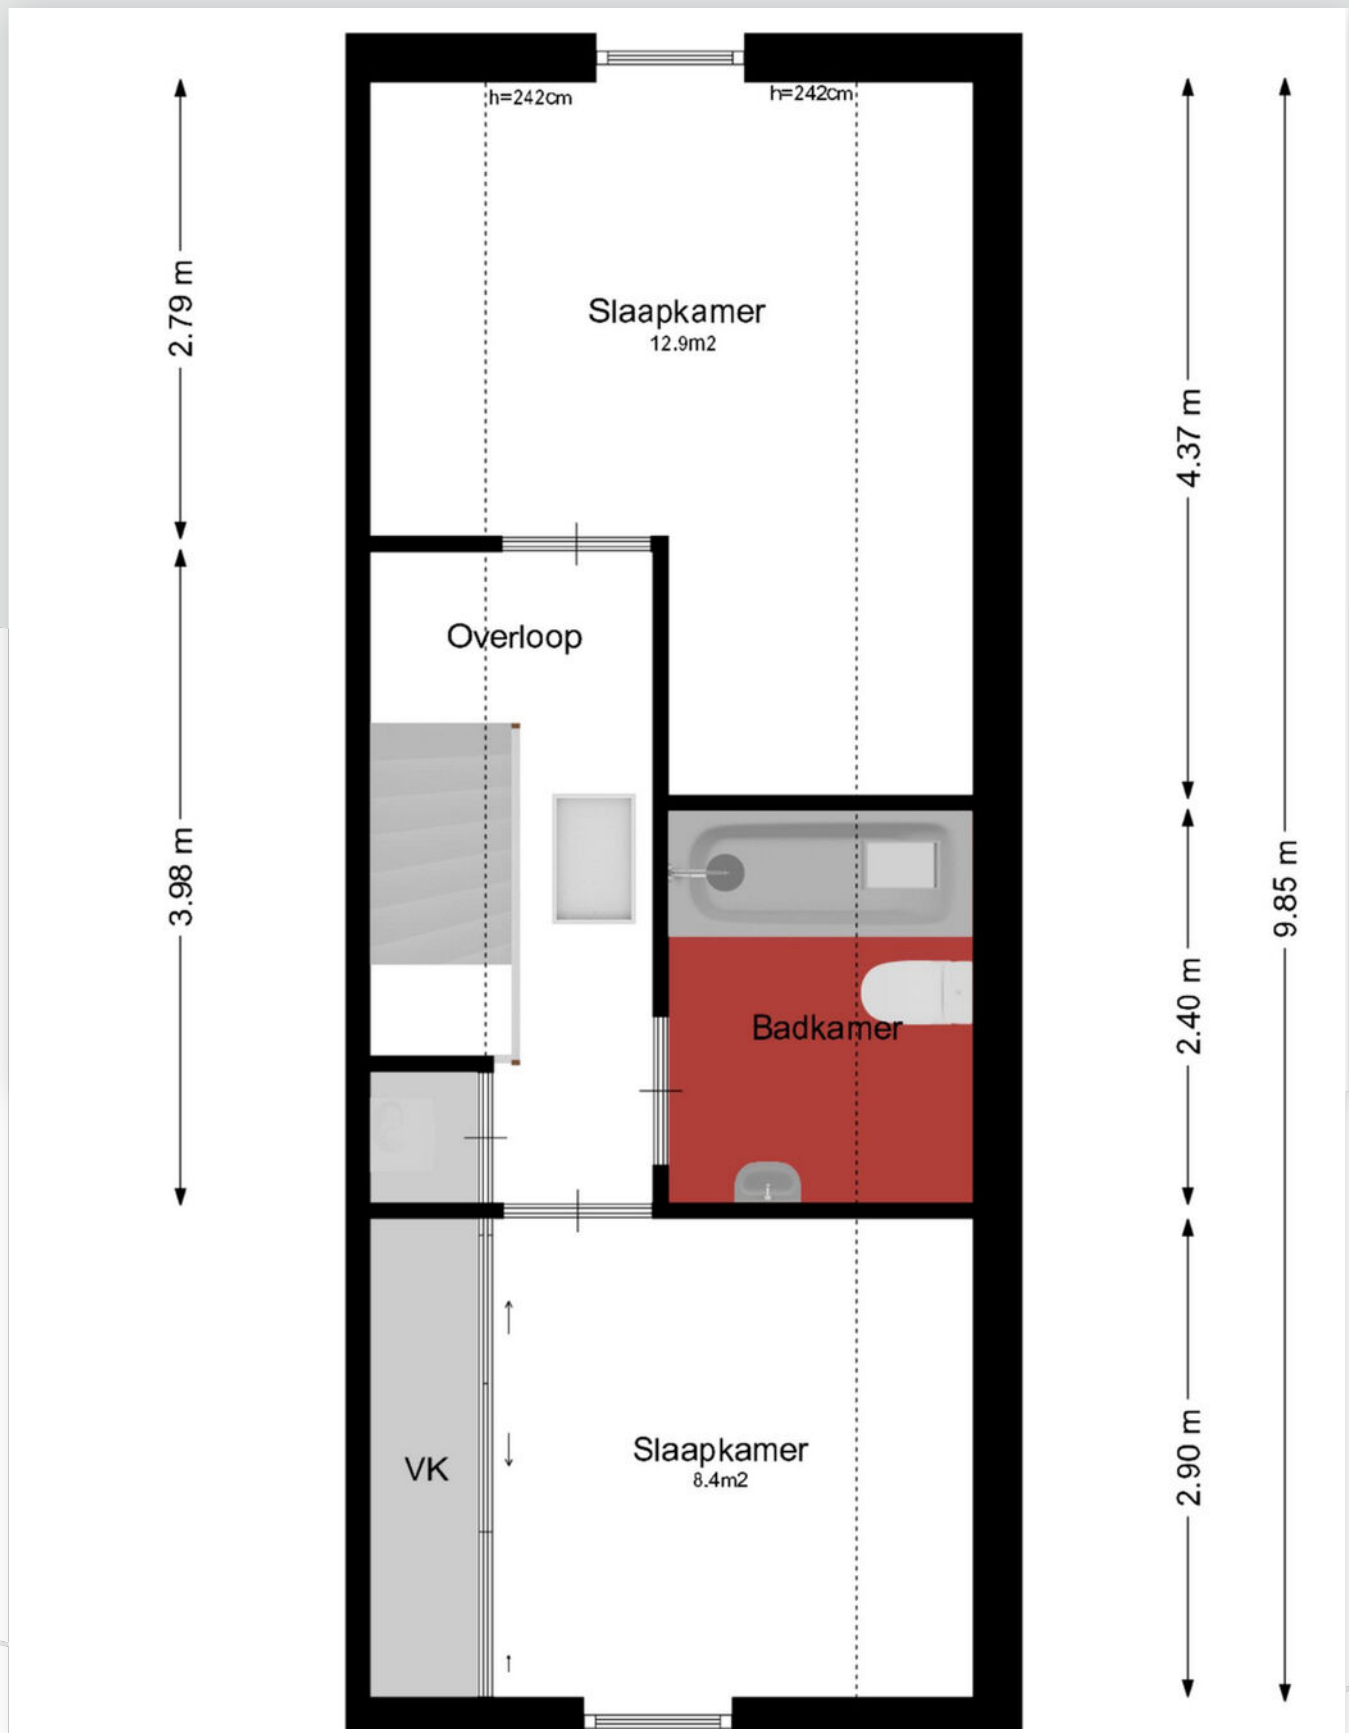 h=242cm
h=242cm
2.79 m
Slaapkamer
12.9m2
4.37 m
Overloop
3.98 m
9.85 m
2.40 m
Badkamer
2.90 m
Slaapkamer
8.4m2
VK